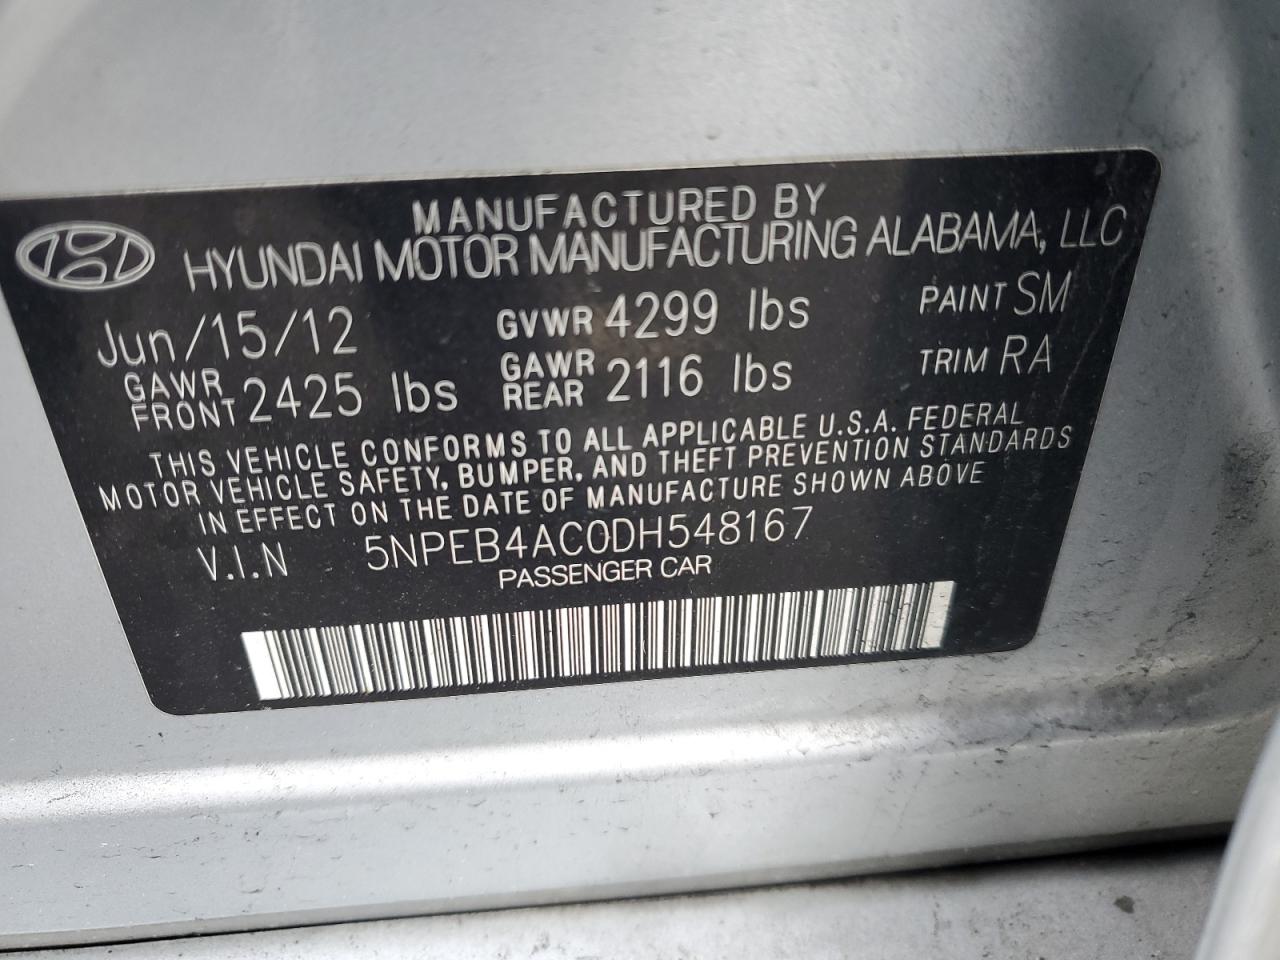 MANUFACTURED BY
HYUNDAI MOTOR MANUFACTURING ALABAMA, LLC
Jun/15/12 GVWR 4299 lbs PAINT SM
GAWR FRONT 2425 lbs GAWR REAR 2116 lbs TRIM RA
THIS VEHICLE CONFORMS TO ALL APPLICABLE U.S.A. FEDERAL
MOTOR VEHICLE SAFETY, BUMPER, AND THEFT PREVENTION STANDARDS
IN EFFECT ON THE DATE OF MANUFACTURE SHOWN ABOVE
V.I.N 5NPEB4AC0DH548167
PASSENGER CAR